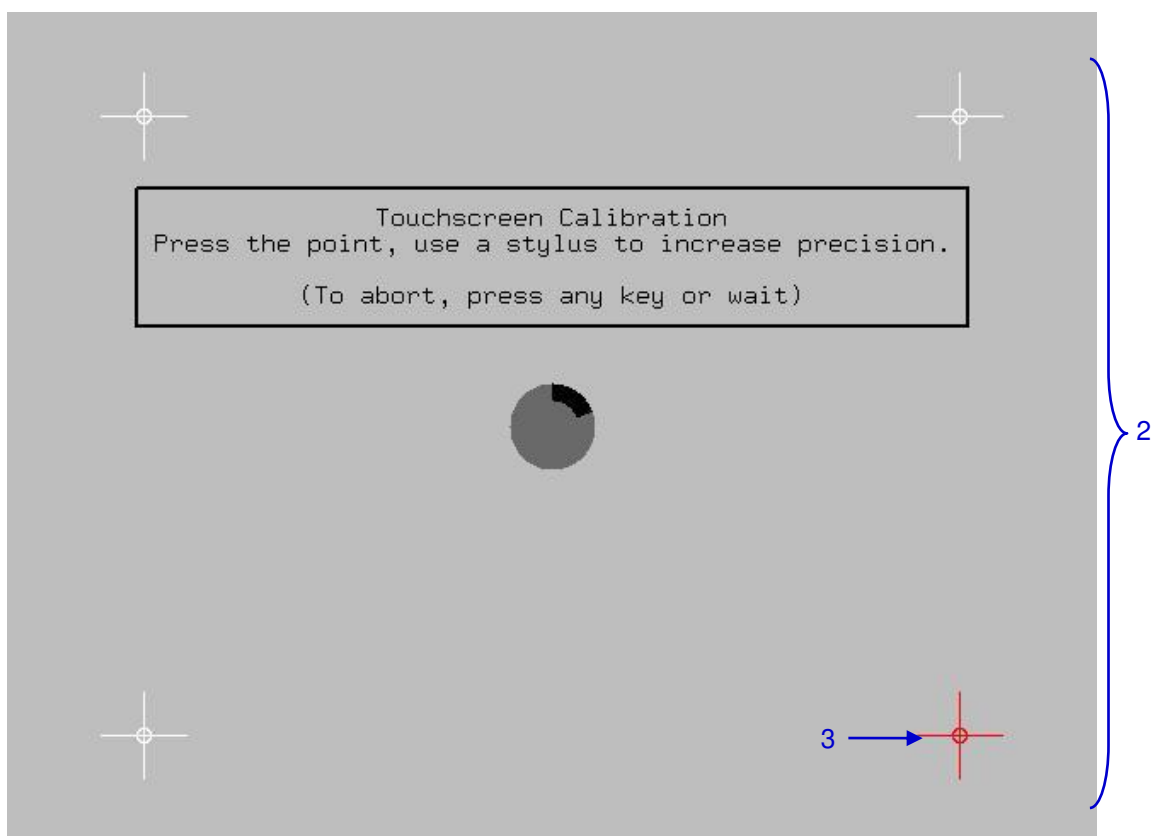 Touchscreen Calibration
Press the point, use a stylus to increase precision.
(To abort, press any key or wait)
2
3